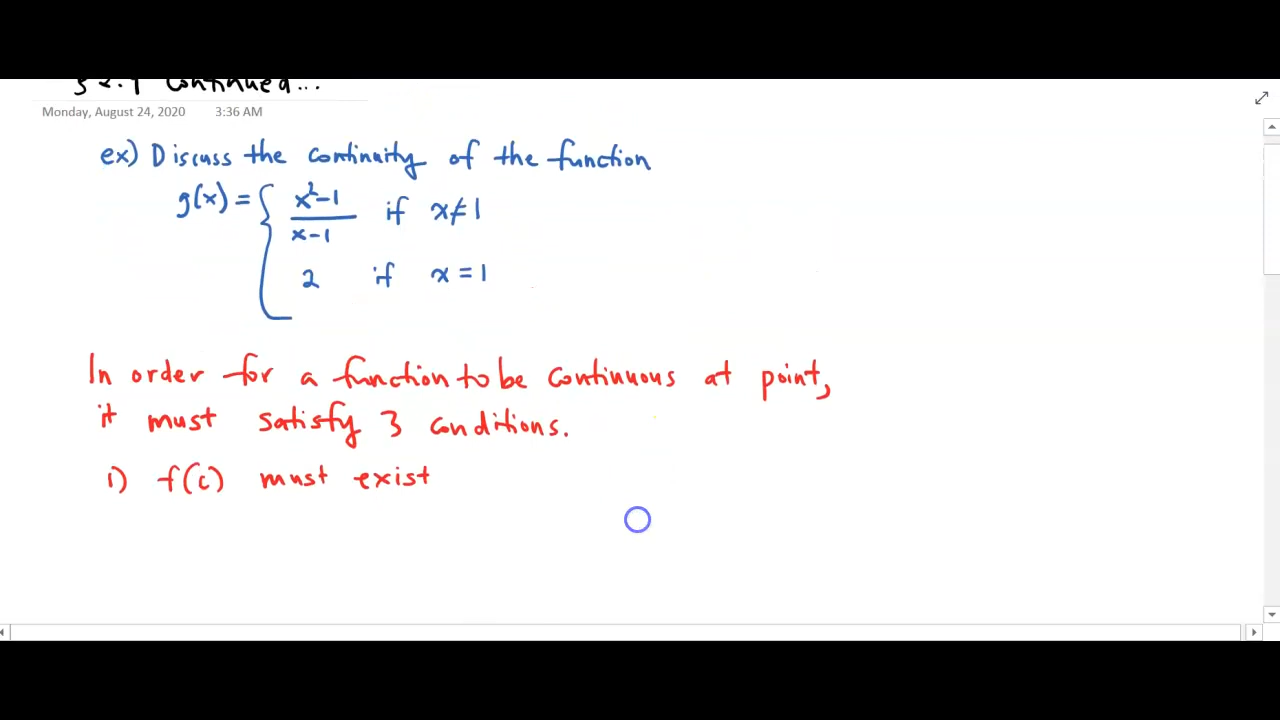 continued...
Monday, August 24, 2020 3:36 AM
ex) Discuss the continuity of the function
g(x) = { x²-1 / x-1 if x≠1
2 if x = 1
In order for a function to be continuous at point,
it must satisfy 3 conditions.
1) f(c) must exist